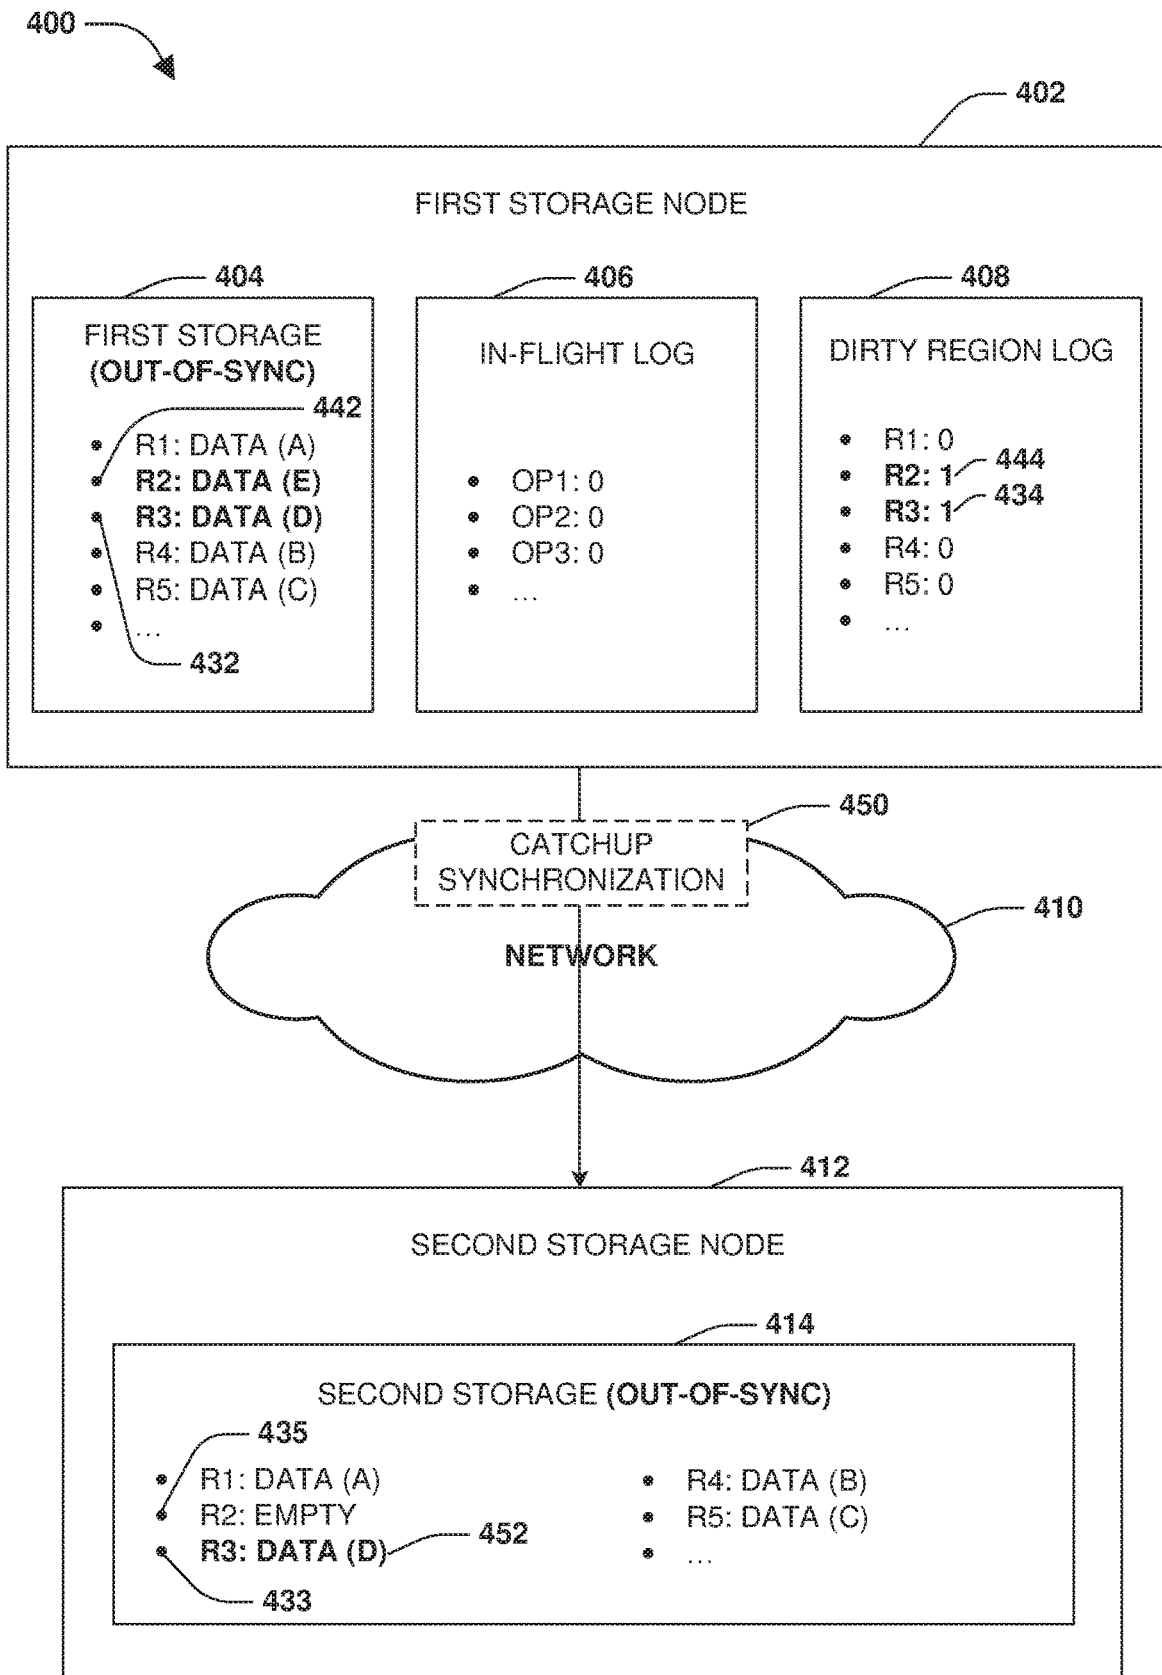 400
402
FIRST STORAGE NODE
404
406
408
FIRST STORAGE
(OUT-OF-SYNC)
442
• R1: DATA (A)
• R2: DATA (E)
• R3: DATA (D)
• R4: DATA (B)
• R5: DATA (C)
• ...
432
IN-FLIGHT LOG
• OP1: 0
• OP2: 0
• OP3: 0
• ...
DIRTY REGION LOG
• R1: 0
• R2: 1 444
• R3: 1 434
• R4: 0
• R5: 0
• ...
450
CATCHUP
SYNCHRONIZATION
410
NETWORK
412
SECOND STORAGE NODE
414
SECOND STORAGE (OUT-OF-SYNC)
435
• R1: DATA (A)
• R2: EMPTY
• R3: DATA (D) 452
433
• R4: DATA (B)
• R5: DATA (C)
• ...